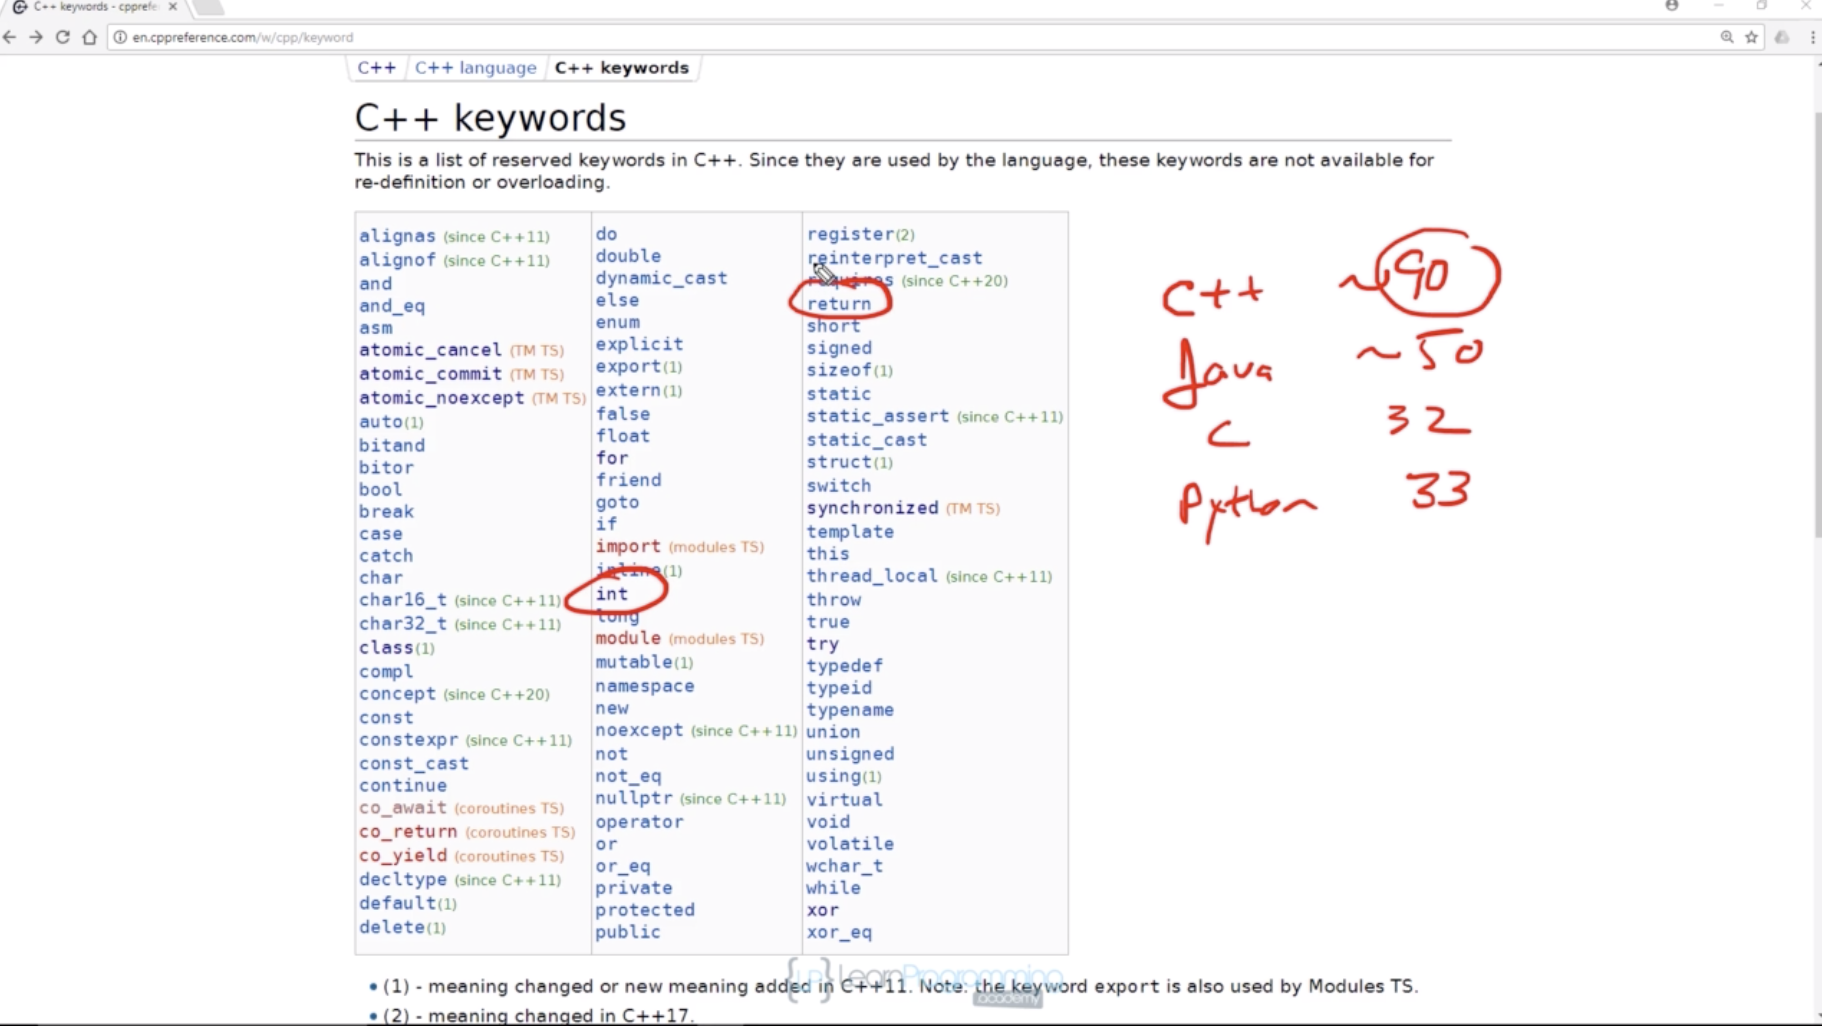 C++ keywords - cpprefe
en.cppreference.com/w/cpp/keyword
C++ C++ language C++ keywords
C++ keywords
This is a list of reserved keywords in C++. Since they are used by the language, these keywords are not available for
re-definition or overloading.
alignas (since C++11)
alignof (since C++11)
and
and_eq
asm
atomic_cancel (TM TS)
atomic_commit (TM TS)
atomic_noexcept (TM TS)
auto(1)
bitand
bitor
bool
break
case
catch
char
char16_t (since C++11)
char32_t (since C++11)
class(1)
compl
concept (since C++20)
const
constexpr (since C++11)
const_cast
continue
co_await (coroutines TS)
co_return (coroutines TS)
co_yield (coroutines TS)
decltype (since C++11)
default(1)
delete(1)
do
double
dynamic_cast
else
enum
explicit
export(1)
extern(1)
false
float
for
friend
goto
if
import (modules TS)
inline(1)
int
long
module (modules TS)
mutable(1)
namespace
new
noexcept (since C++11)
not
not_eq
nullptr (since C++11)
operator
or
or_eq
private
protected
public
register(2)
reinterpret_cast
requires (since C++20)
return
short
signed
sizeof(1)
static
static_assert (since C++11)
static_cast
struct(1)
switch
synchronized (TM TS)
template
this
thread_local (since C++11)
throw
true
try
typedef
typeid
typename
union
unsigned
using(1)
virtual
void
volatile
wchar_t
while
xor
xor_eq
C++ ~90
Java ~50
C 32
Python 33
{LP} LearnProgramming
academy
• (1) - meaning changed or new meaning added in C++11. Note: the keyword export is also used by Modules TS.
• (2) - meaning changed in C++17.